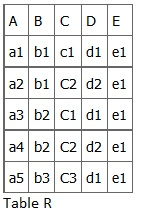 A B C D E
a1 b1 c1 d1 e1
a2 b1 C2 d2 e1
a3 b2 C1 d1 e1
a4 b2 C2 d2 e1
a5 b3 C3 d1 e1
Table R